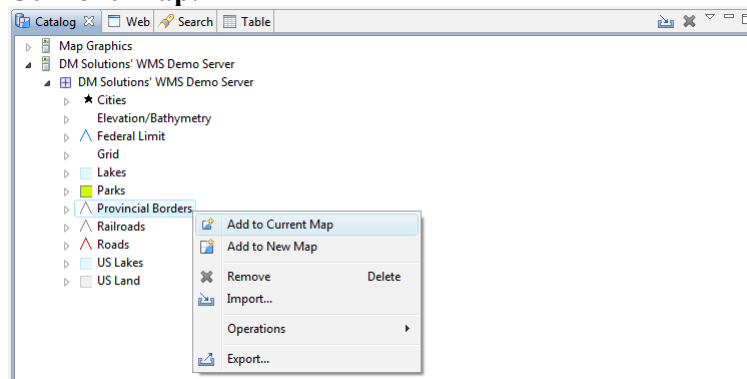 Catalog Web Search Table
Map Graphics
DM Solutions' WMS Demo Server
DM Solutions' WMS Demo Server
Cities
Elevation/Bathymetry
Federal Limit
Grid
Lakes
Parks
Provincial Borders
Railroads
Roads
US Lakes
US Land
Add to Current Map
Add to New Map
Remove Delete
Import...
Operations
Export...